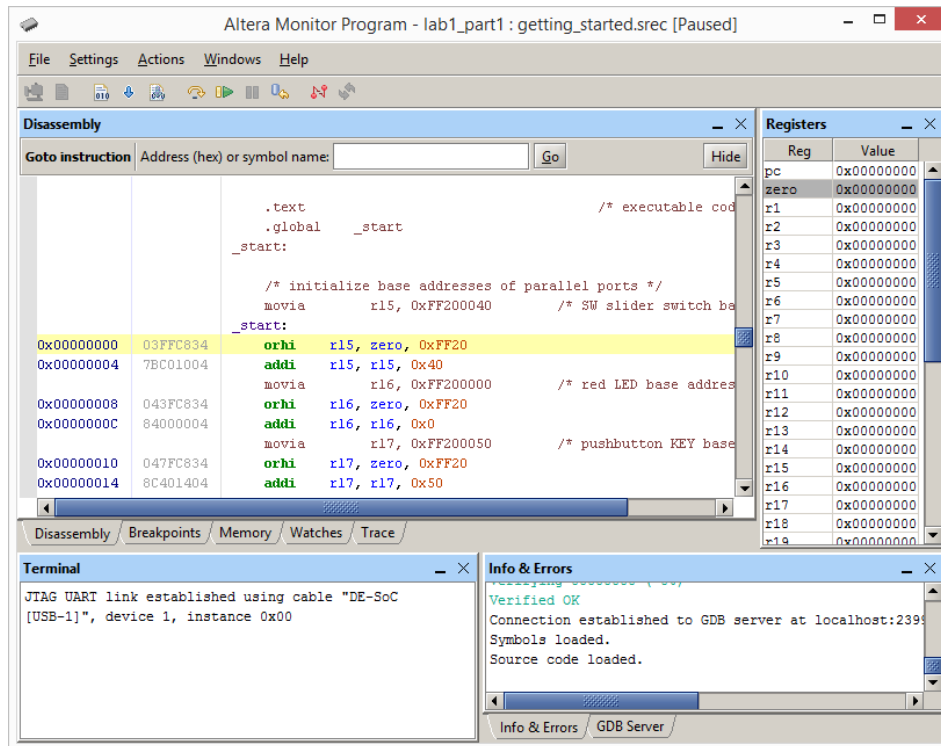 Altera Monitor Program - lab1_part1 : getting_started.srec [Paused]
File Settings Actions Windows Help
Disassembly
Goto instruction Address (hex) or symbol name: Go Hide
.text /* executable cod
.global _start
_start:
/* initialize base addresses of parallel ports */
movia r15, 0xFF200040 /* SW slider switch ba
_start:
0x00000000 03FFC834 orhi r15, zero, 0xFF20
0x00000004 7BC01004 addi r15, r15, 0x40
movia r16, 0xFF200000 /* red LED base addres
0x00000008 043FC834 orhi r16, zero, 0xFF20
0x0000000C 84000004 addi r16, r16, 0x0
movia r17, 0xFF200050 /* pushbutton KEY base
0x00000010 047FC834 orhi r17, zero, 0xFF20
0x00000014 8C401404 addi r17, r17, 0x50
Disassembly Breakpoints Memory Watches Trace
Registers
Reg Value
pc 0x00000000
zero 0x00000000
r1 0x00000000
r2 0x00000000
r3 0x00000000
r4 0x00000000
r5 0x00000000
r6 0x00000000
r7 0x00000000
r8 0x00000000
r9 0x00000000
r10 0x00000000
r11 0x00000000
r12 0x00000000
r13 0x00000000
r14 0x00000000
r15 0x00000000
r16 0x00000000
r17 0x00000000
r18 0x00000000
r19 0x00000000
Terminal
JTAG UART link established using cable "DE-SoC
[USB-1]", device 1, instance 0x00
Info & Errors
Verified OK
Connection established to GDB server at localhost:239
Symbols loaded.
Source code loaded.
Info & Errors GDB Server